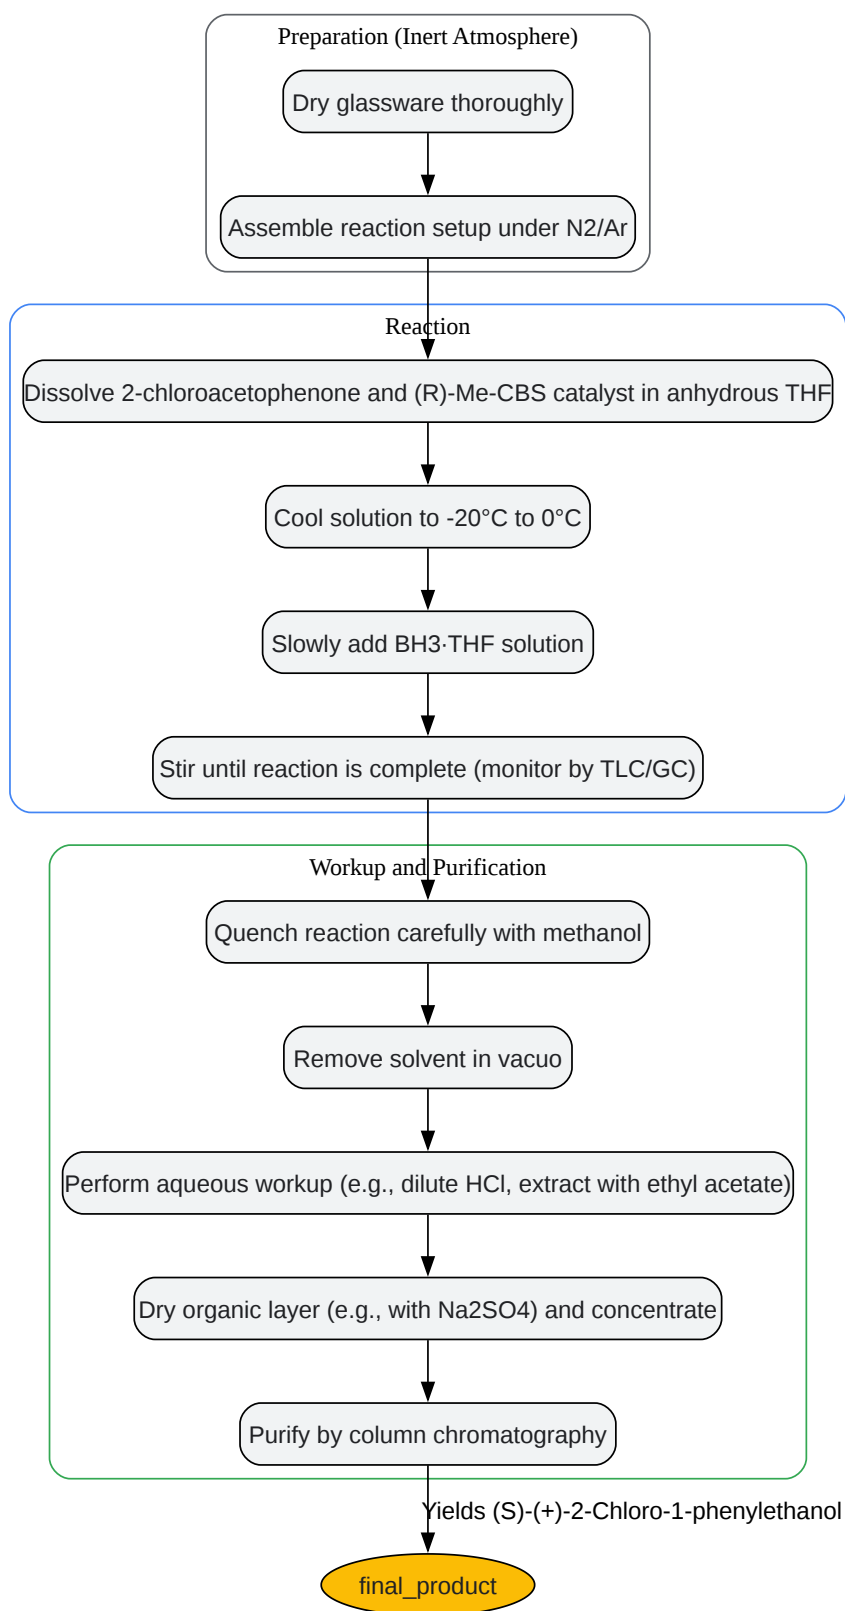 Preparation (Inert Atmosphere)
Dry glassware thoroughly
Assemble reaction setup under N2/Ar
Reaction
Dissolve 2-chloroacetophenone and (R)-Me-CBS catalyst in anhydrous THF
Cool solution to -20°C to 0°C
Slowly add BH3·THF solution
Stir until reaction is complete (monitor by TLC/GC)
Workup and Purification
Quench reaction carefully with methanol
Remove solvent in vacuo
Perform aqueous workup (e.g., dilute HCl, extract with ethyl acetate)
Dry organic layer (e.g., with Na2SO4) and concentrate
Purify by column chromatography
Yields (S)-(+)-2-Chloro-1-phenylethanol
final_product